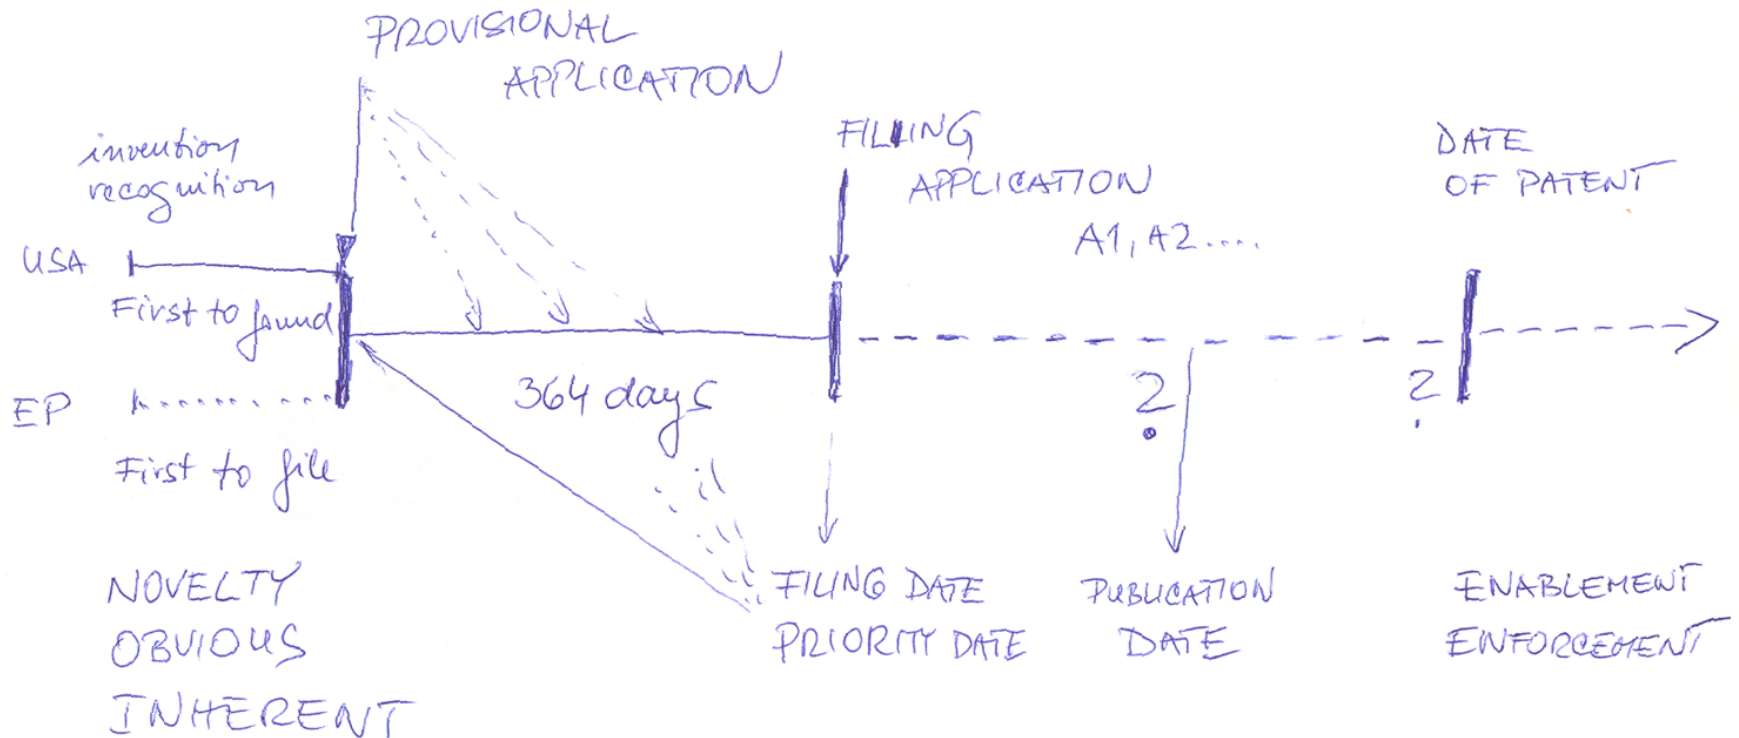 PROVISIONAL
APPLICATION
invention
recognition
FILLING
APPLICATION
A1, A2....
DATE
OF PATENT
USA
First to found
EP
First to file
364 days
?
?
NOVELTY
OBVIOUS
INHERENT
FILING DATE
PRIORITY DATE
PUBLICATION
DATE
ENABLEMENT
ENFORCEMENT